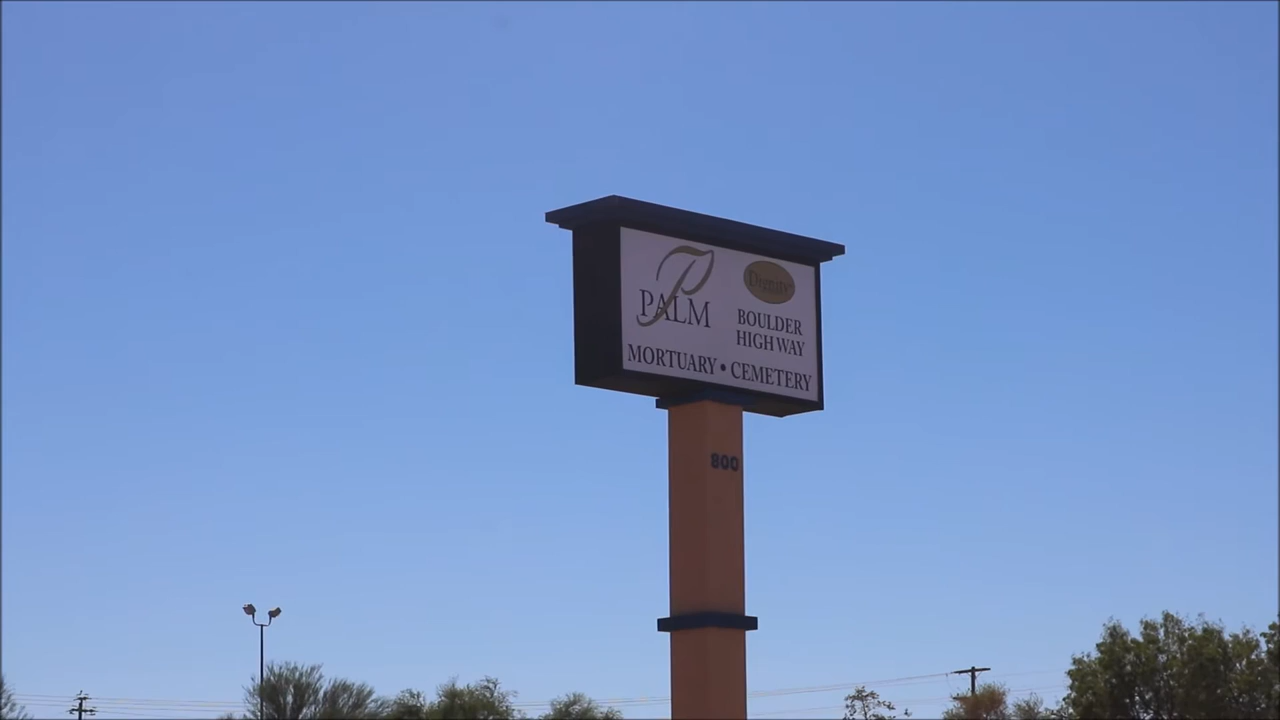 PALM
Dignity
BOULDER
HIGHWAY
MORTUARY • CEMETERY
800